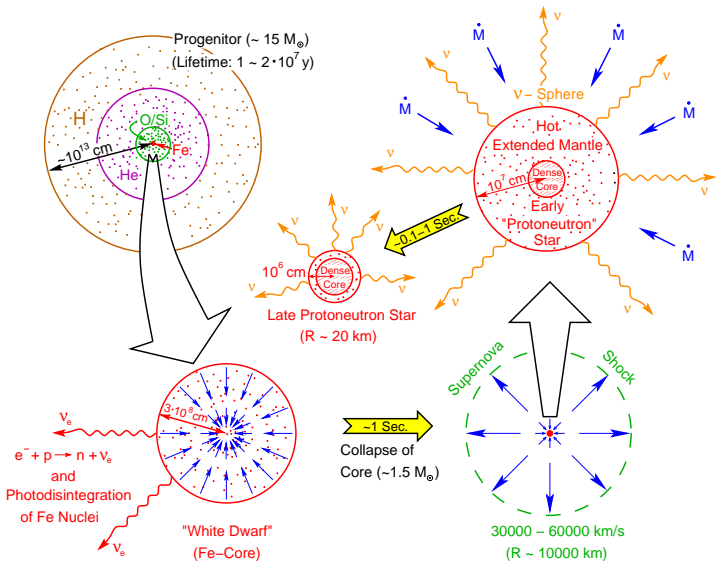 Progenitor (~ 15 M⊙)
(Lifetime: 1 ~ 2·10⁷ y)
H
O/Si
Fe
He
~10¹³ cm
ν
ν
ν
ν
ν
ν
ν
Ṁ
Ṁ
Ṁ
Ṁ
Ṁ
ν−Sphere
Hot
Extended Mantle
10⁷ cm
Dense
Core
Early
"Protoneutron"
Star
~0.1−1 Sec.
ν
ν
ν
ν
ν
10⁶ cm
Dense
Core
Late Protoneutron Star
(R ~ 20 km)
3·10⁸ cm
νₑ
e⁻ + p → n + νₑ
and
Photodisintegration
of Fe Nuclei
νₑ
"White Dwarf"
(Fe−Core)
~1 Sec.
Collapse of
Core (~1.5 M⊙)
Supernova
Shock
30000 − 60000 km/s
(R ~ 10000 km)